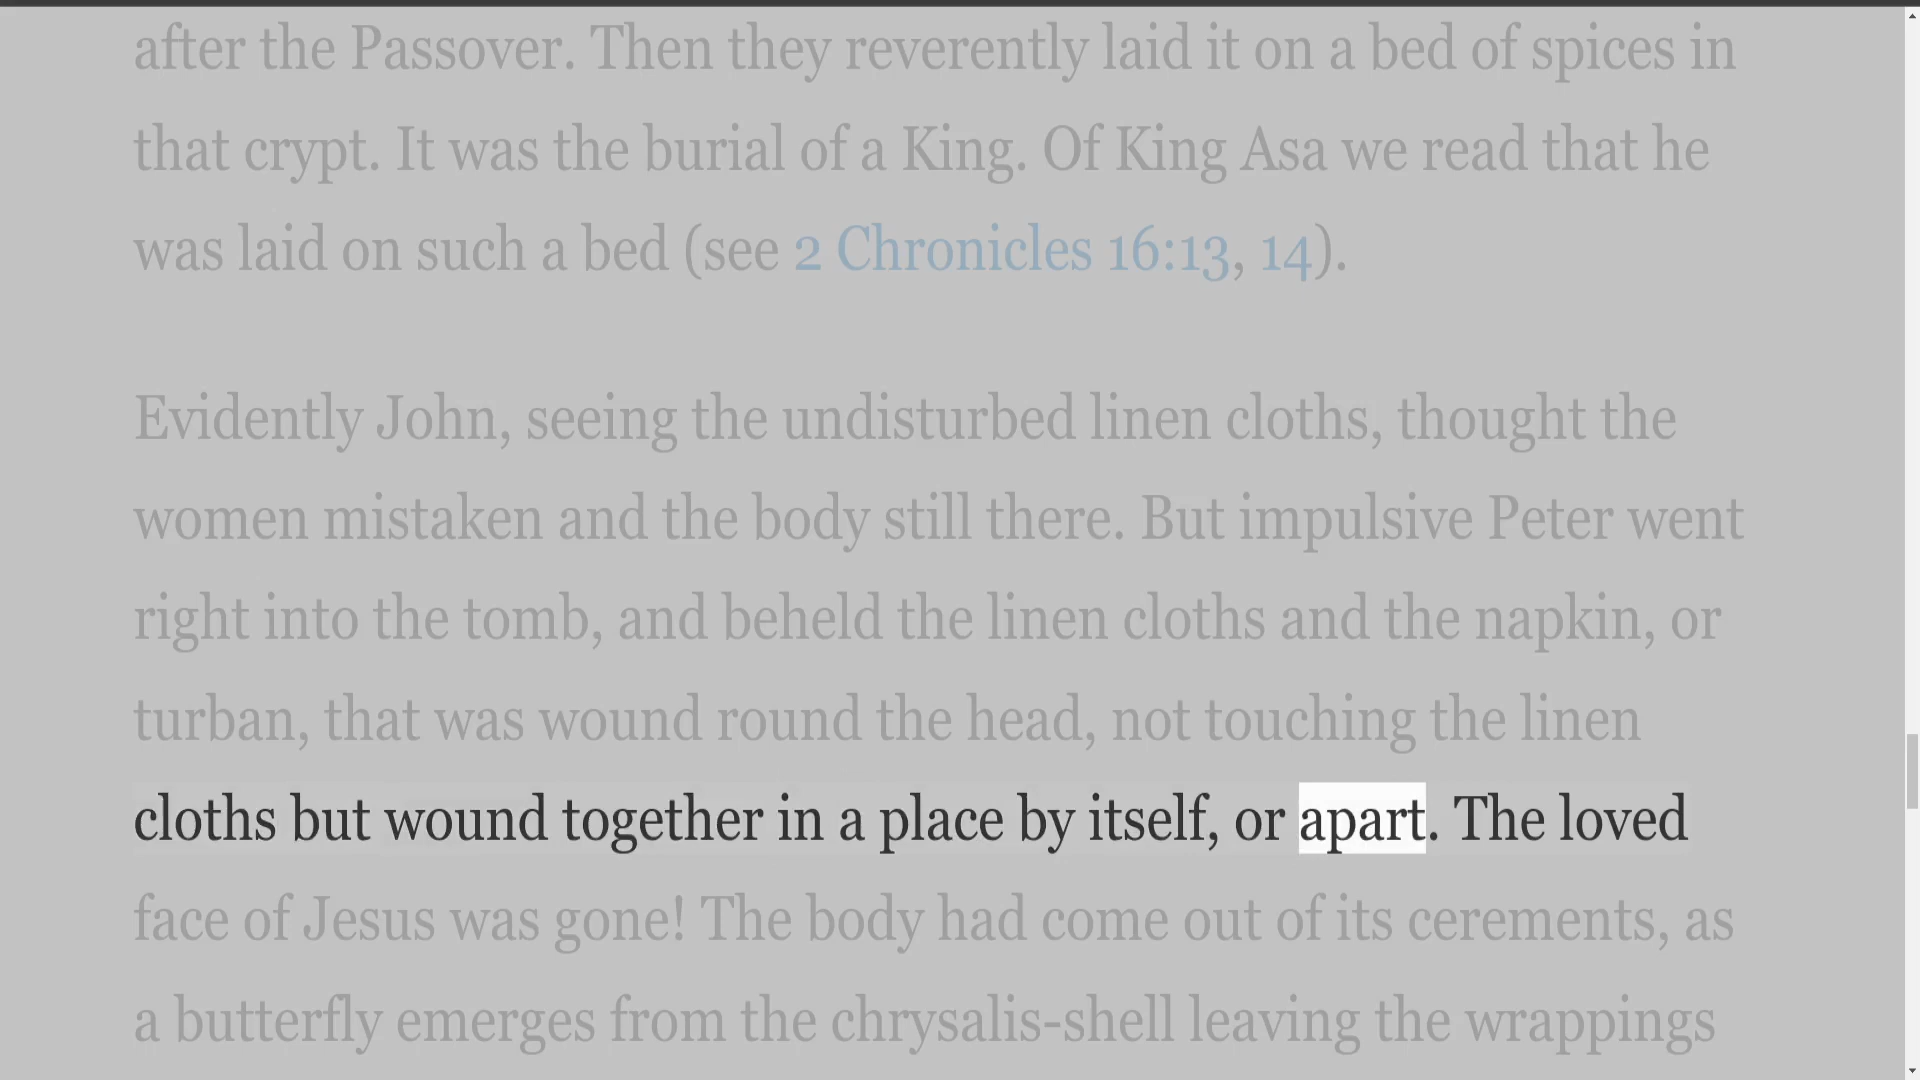 after the Passover. Then they reverently laid it on a bed of spices in
that crypt. It was the burial of a King. Of King Asa we read that he
was laid on such a bed (see 2 Chronicles 16:13, 14).
Evidently John, seeing the undisturbed linen cloths, thought the
women mistaken and the body still there. But impulsive Peter went
right into the tomb, and beheld the linen cloths and the napkin, or
turban, that was wound round the head, not touching the linen
cloths but wound together in a place by itself, or apart. The loved
face of Jesus was gone! The body had come out of its cerements, as
a butterfly emerges from the chrysalis-shell leaving the wrappings